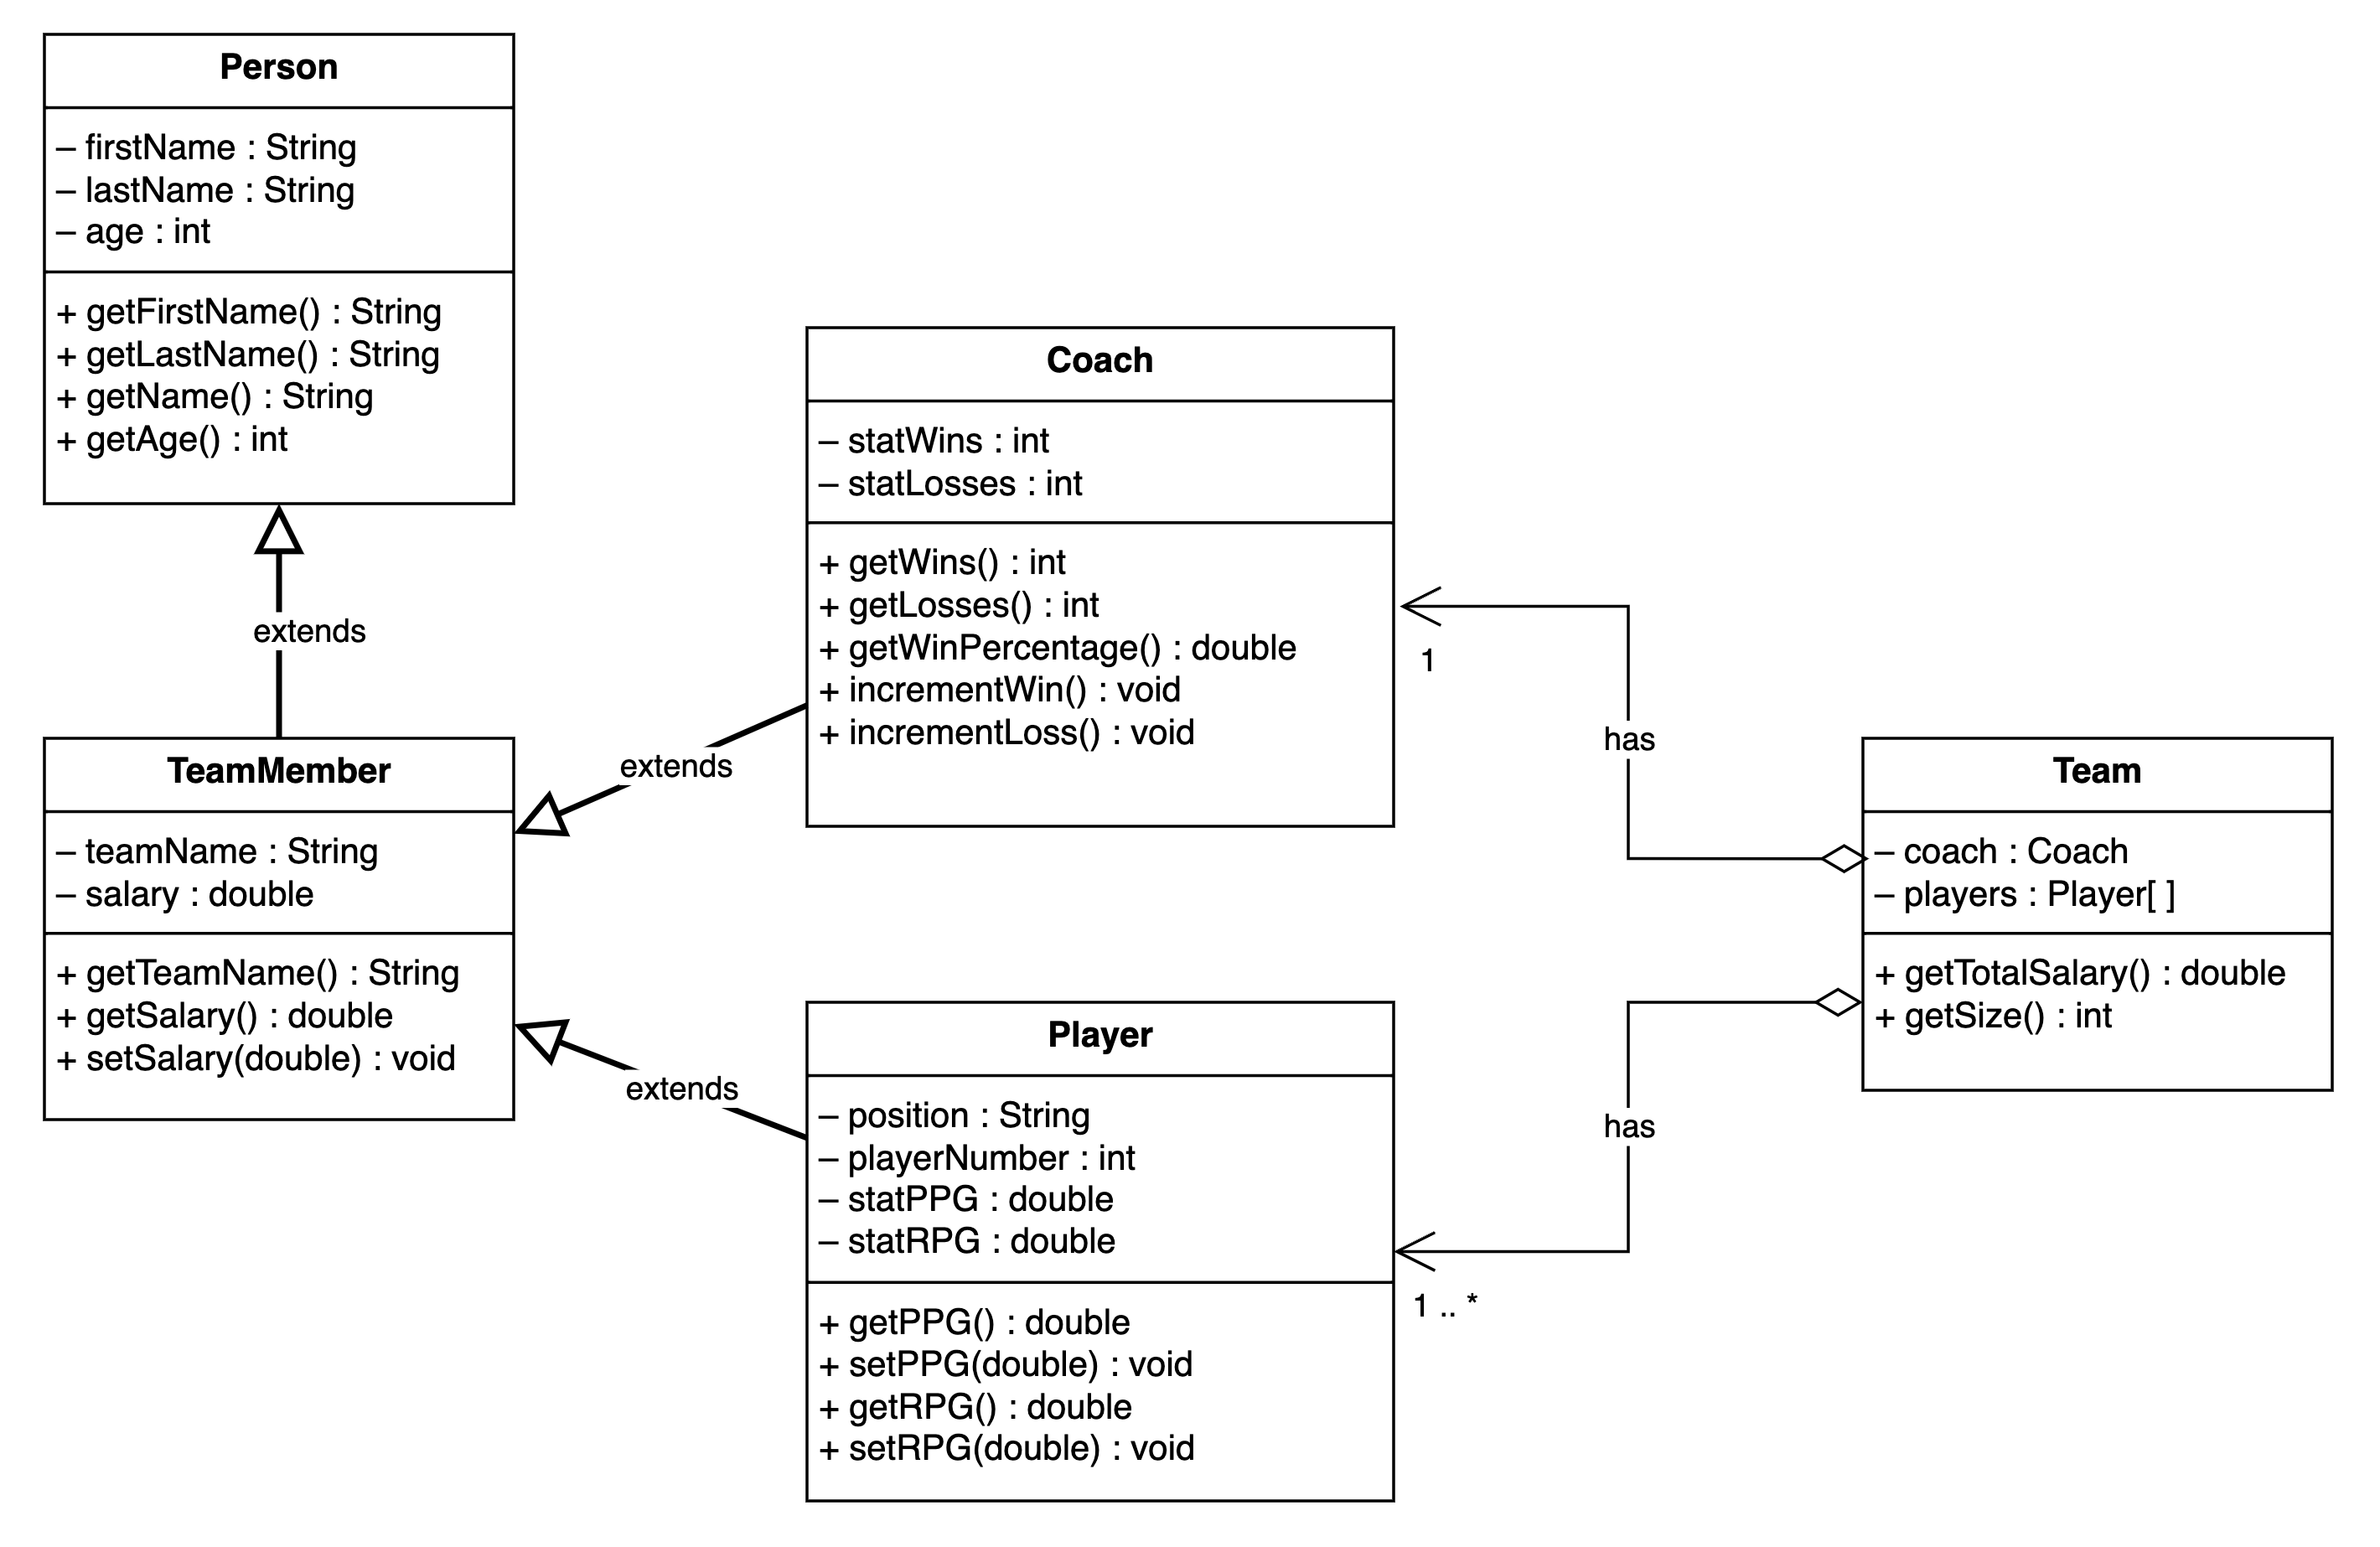 Person
– firstName : String
– lastName : String
– age : int
+ getFirstName() : String
+ getLastName() : String
+ getName() : String
+ getAge() : int
extends
TeamMember
– teamName : String
– salary : double
+ getTeamName() : String
+ getSalary() : double
+ setSalary(double) : void
extends
extends
Coach
– statWins : int
– statLosses : int
+ getWins() : int
+ getLosses() : int
+ getWinPercentage() : double
+ incrementWin() : void
+ incrementLoss() : void
Player
– position : String
– playerNumber : int
– statPPG : double
– statRPG : double
+ getPPG() : double
+ setPPG(double) : void
+ getRPG() : double
+ setRPG(double) : void
1
has
has
1 .. *
Team
– coach : Coach
– players : Player[ ]
+ getTotalSalary() : double
+ getSize() : int